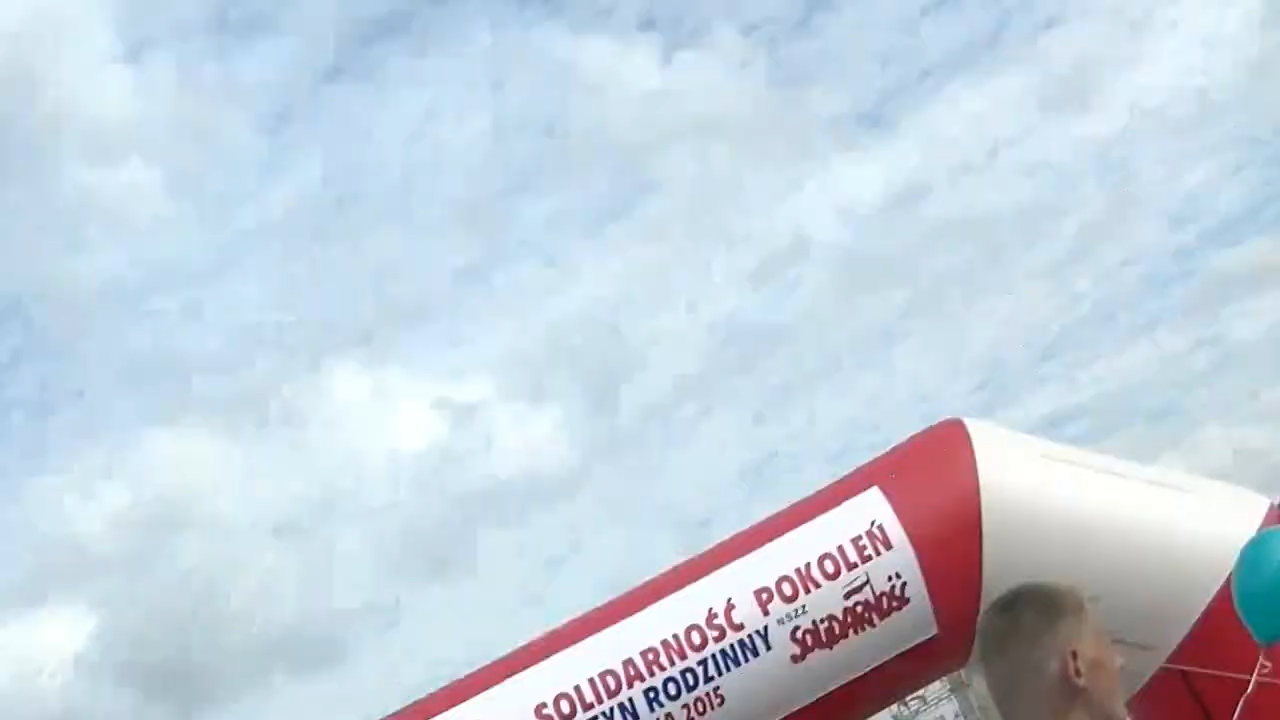 SOLIDARNOŚĆ POKOLEŃ
RODZINNY
2015
NSZZ
SOLIDARNOŚĆ